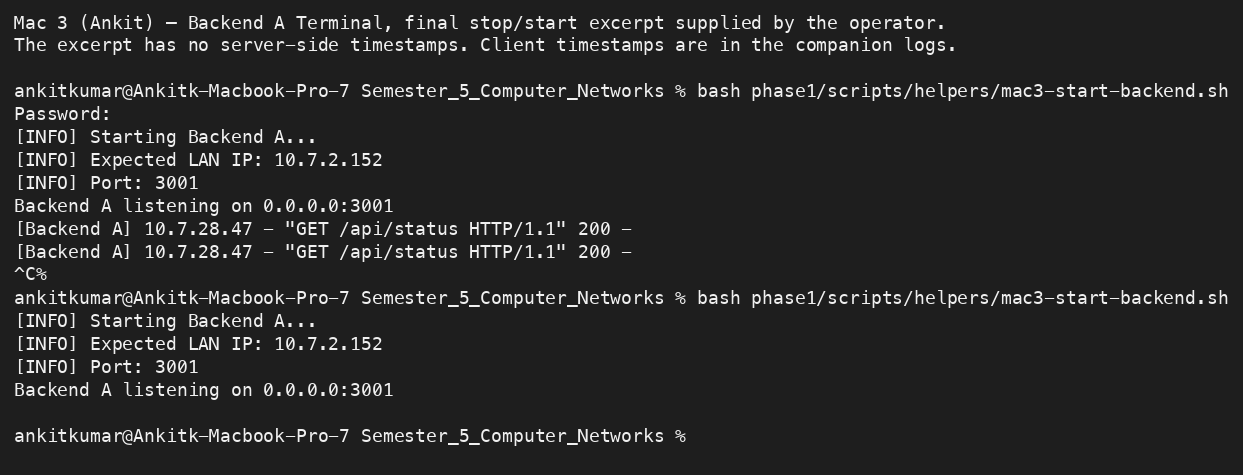 Mac 3 (Ankit) — Backend A Terminal, final stop/start excerpt supplied by the operator.
The excerpt has no server-side timestamps. Client timestamps are in the companion logs.
ankitkumar@Ankitk-Macbook-Pro-7 Semester_5_Computer_Networks % bash phase1/scripts/helpers/mac3-start-backend.sh
Password:
[INFO] Starting Backend A...
[INFO] Expected LAN IP: 10.7.2.152
[INFO] Port: 3001
Backend A listening on 0.0.0.0:3001
[Backend A] 10.7.28.47 - "GET /api/status HTTP/1.1" 200 -
[Backend A] 10.7.28.47 - "GET /api/status HTTP/1.1" 200 -
^C%
ankitkumar@Ankitk-Macbook-Pro-7 Semester_5_Computer_Networks % bash phase1/scripts/helpers/mac3-start-backend.sh
[INFO] Starting Backend A...
[INFO] Expected LAN IP: 10.7.2.152
[INFO] Port: 3001
Backend A listening on 0.0.0.0:3001
ankitkumar@Ankitk-Macbook-Pro-7 Semester_5_Computer_Networks %